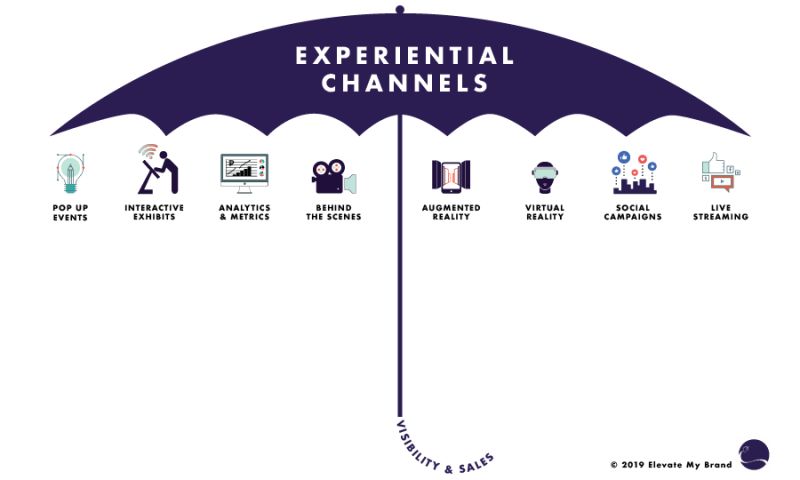 EXPERIENTIAL
CHANNELS
POP UP
EVENTS
INTERACTIVE
EXHIBITS
ANALYTICS
& METRICS
BEHIND
THE SCENES
AUGMENTED
REALITY
VIRTUAL
REALITY
SOCIAL
CAMPAIGNS
LIVE
STREAMING
VISIBILITY & SALES
© 2019 Elevate My Brand